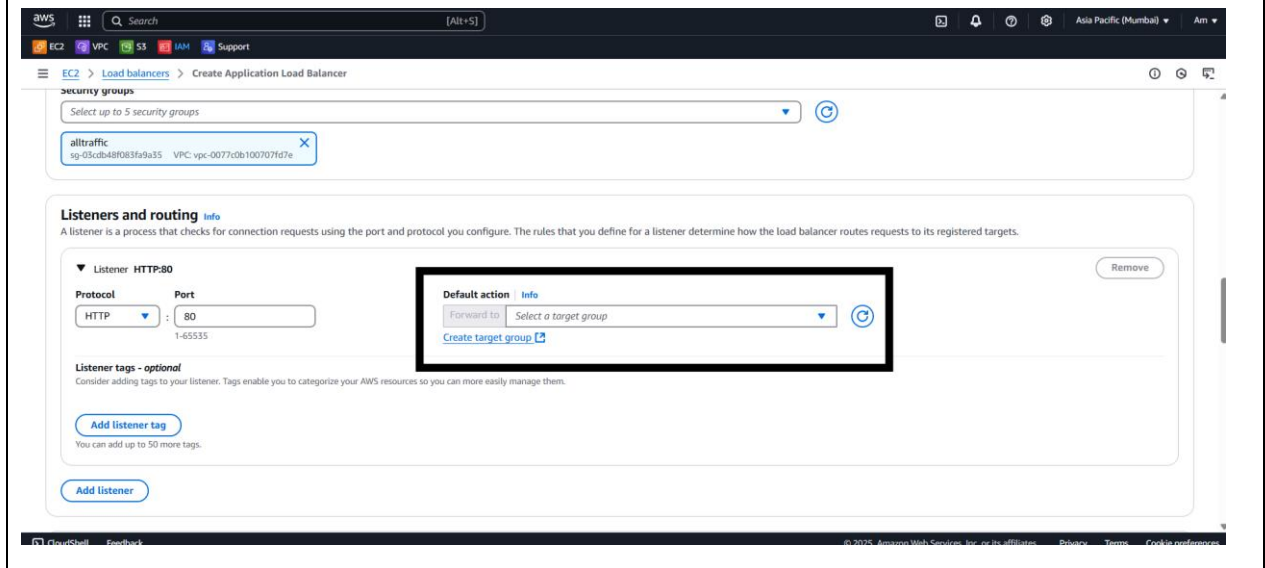 aws Search [Alt+S] Asia Pacific (Mumbai) Am
EC2 VPC S3 IAM Support
EC2 > Load balancers > Create Application Load Balancer
Security groups
Select up to 5 security groups
alltraffic
sg-03cdb48f083fa9a35 VPC: vpc-0077c0b100707fd7e
Listeners and routing Info
A listener is a process that checks for connection requests using the port and protocol you configure. The rules that you define for a listener determine how the load balancer routes requests to its registered targets.
Listener HTTP:80 Remove
Protocol Port Default action | Info
HTTP : 80 Forward to Select a target group
1-65535 Create target group
Listener tags - optional
Consider adding tags to your listener. Tags enable you to categorize your AWS resources so you can more easily manage them.
Add listener tag
You can add up to 50 more tags.
Add listener
CloudShell Feedback © 2025, Amazon Web Services, Inc. or its affiliates. Privacy Terms Cookie preferences